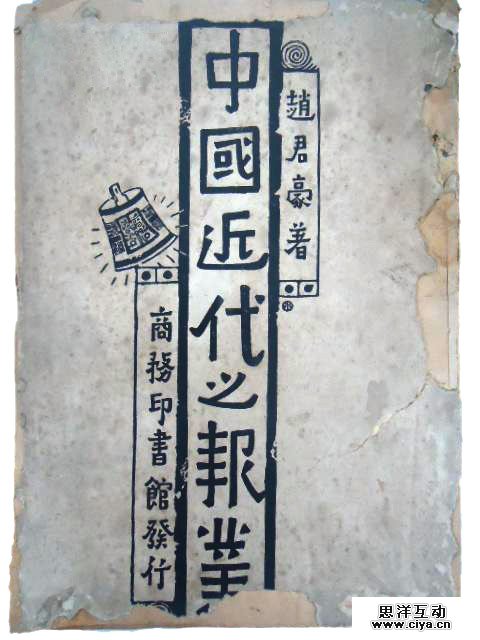 趙君豪著
中國近代之報業
商務印書館發行
思洋互动
www.ciya.cn